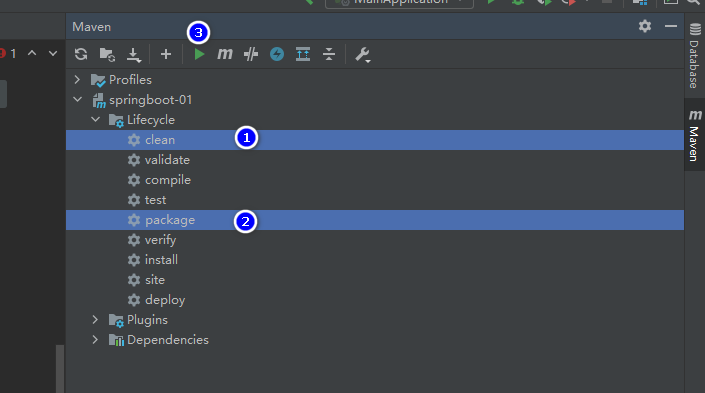 MainApplication
Maven
3
1
m
Profiles
springboot-01
Lifecycle
clean 1
validate
compile
test
package 2
verify
install
site
deploy
Plugins
Dependencies
Database
m Maven